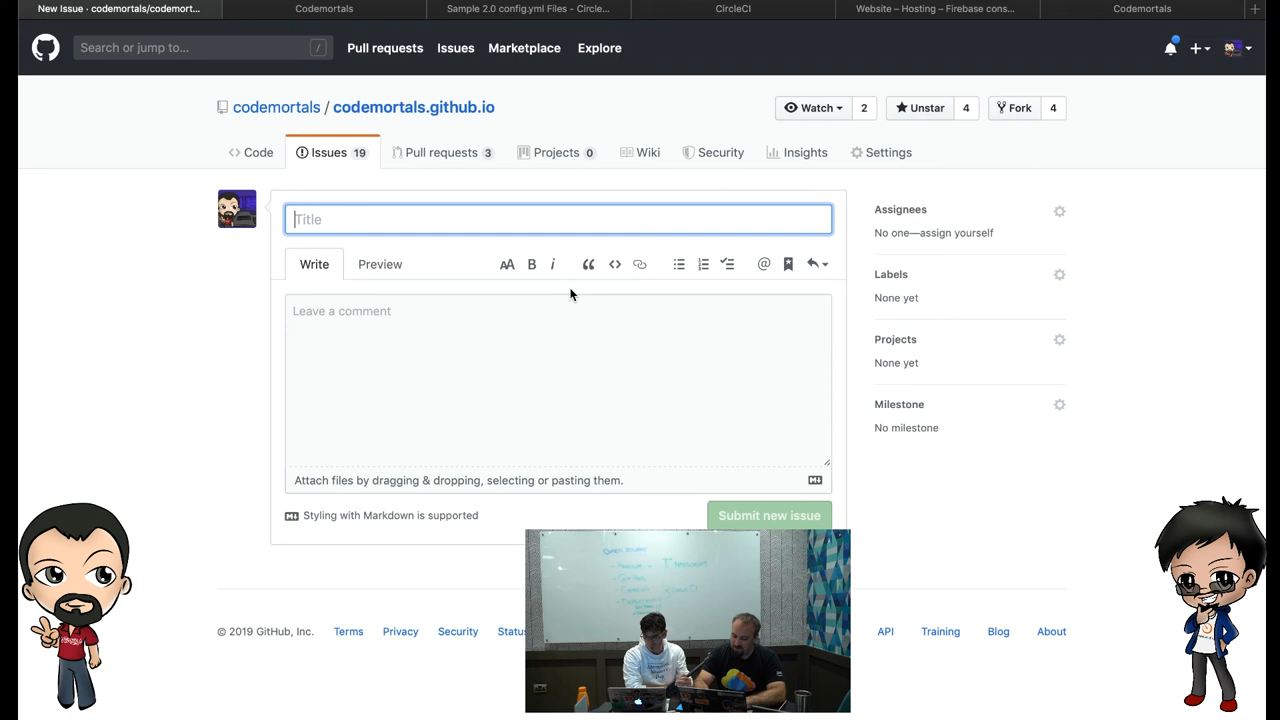 New Issue · codemortals/codemort...
Codemortals
Sample 2.0 config.yml Files - Circle...
CircleCI
Website – Hosting – Firebase cons...
Codemortals
+
Search or jump to...
/
Pull requests
Issues
Marketplace
Explore
+
codemortals / codemortals.github.io
Watch
2
Unstar
4
Fork
4
Code
Issues 19
Pull requests 3
Projects 0
Wiki
Security
Insights
Settings
Title
Write
Preview
AA B i
@
Leave a comment
Attach files by dragging & dropping, selecting or pasting them.
Styling with Markdown is supported
Submit new issue
Assignees
No one—assign yourself
Labels
None yet
Projects
None yet
Milestone
No milestone
© 2019 GitHub, Inc.
Terms
Privacy
Security
Status
API
Training
Blog
About